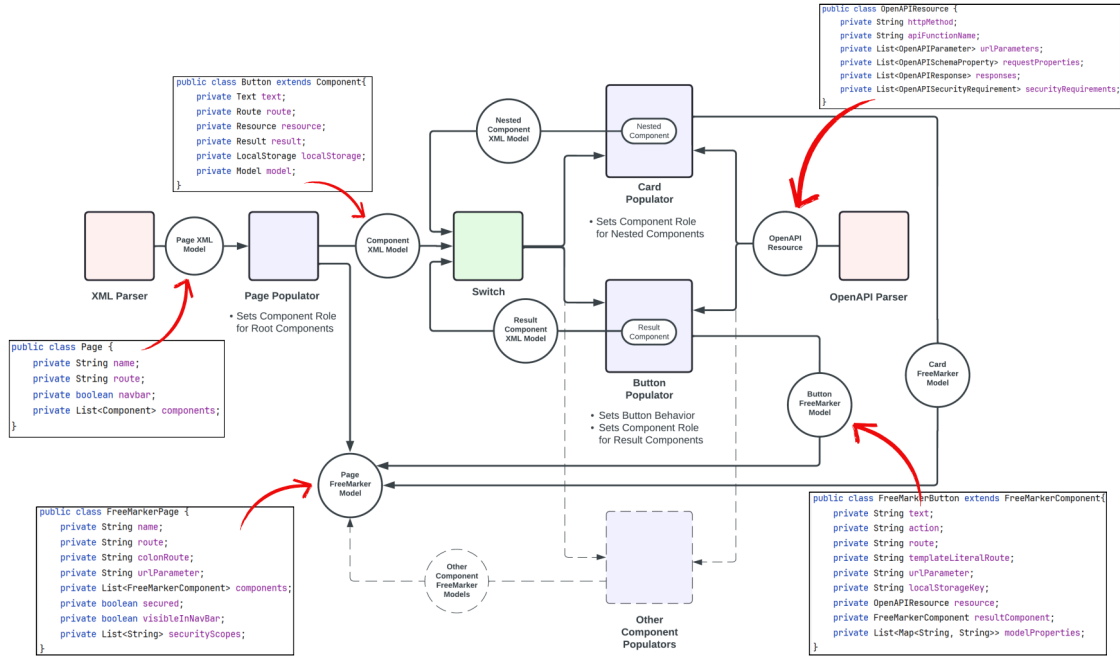 public class OpenAPIResource {
private String httpMethod;
private String apiFunctionName;
private List<OpenAPIParameter> urlParameters;
private List<OpenAPISchemaProperty> requestProperties;
private List<OpenAPIResponse> responses;
private List<OpenAPISecurityRequirement> securityRequirements;
}
public class Button extends Component{
private Text text;
private Route route;
private Resource resource;
private Result result;
private LocalStorage localStorage;
private Model model;
}
Nested
Component
XML Model
Nested
Component
Card
Populator
• Sets Component Role
for Nested Components
Page XML
Model
Component
XML Model
OpenAPI
Resource
XML Parser
Page Populator
• Sets Component Role
for Root Components
Switch
OpenAPI Parser
Result
Component
XML Model
Result
Component
Button
Populator
• Sets Button Behavior
• Sets Component Role
for Result Components
public class Page {
private String name;
private String route;
private boolean navbar;
private List<Component> components;
}
Card
FreeMarker
Model
Button
FreeMarker
Model
Page
FreeMarker
Model
public class FreeMarkerPage {
private String name;
private String route;
private String colonRoute;
private String urlParameter;
private List<FreeMarkerComponent> components;
private boolean secured;
private boolean visibleInNavBar;
private List<String> securityScopes;
}
Other
Component
FreeMarker
Models
Other
Component
Populators
public class FreeMarkerButton extends FreeMarkerComponent{
private String text;
private String action;
private String route;
private String templateLiteralRoute;
private String urlParameter;
private String localStorageKey;
private OpenAPIResource resource;
private FreeMarkerComponent resultComponent;
private List<Map<String, String>> modelProperties;
}